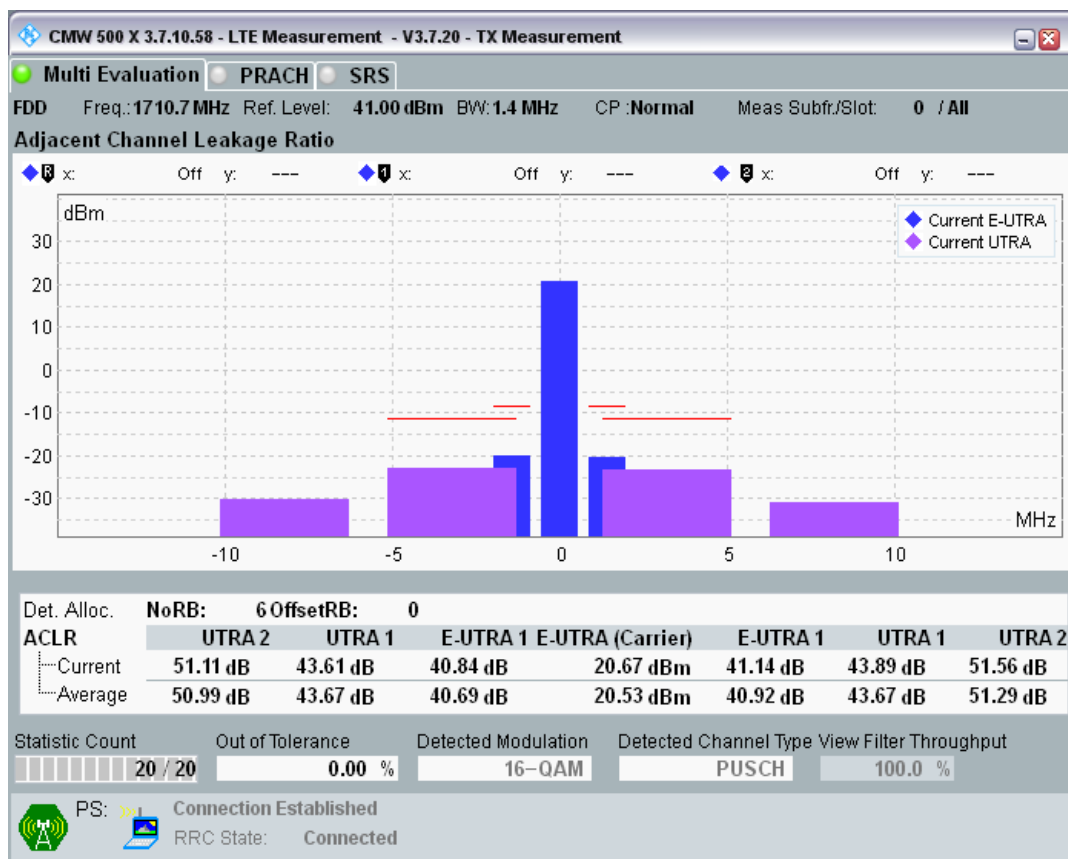 CMW 500 X 3.7.10.58 - LTE Measurement - V3.7.20 - TX Measurement
Multi Evaluation PRACH SRS
FDD Freq.: 1710.7 MHz Ref. Level: 41.00 dBm BW: 1.4 MHz CP :Normal Meas Subfr./Slot: 0 / All
Adjacent Channel Leakage Ratio
R x: Off y: --- 1 x: Off y: --- 2 x: Off y: ---
dBm
Current E-UTRA
Current UTRA
30
20
10
0
-10
-20
-30
MHz
-10 -5 0 5 10
Det. Alloc. NoRB: 6 OffsetRB: 0
ACLR UTRA 2 UTRA 1 E-UTRA 1 E-UTRA (Carrier) E-UTRA 1 UTRA 1 UTRA 2
Current 51.11 dB 43.61 dB 40.84 dB 20.67 dBm 41.14 dB 43.89 dB 51.56 dB
Average 50.99 dB 43.67 dB 40.69 dB 20.53 dBm 40.92 dB 43.67 dB 51.29 dB
Statistic Count Out of Tolerance Detected Modulation Detected Channel Type View Filter Throughput
20 / 20 0.00 % 16-QAM PUSCH 100.0 %
PS: Connection Established
RRC State: Connected